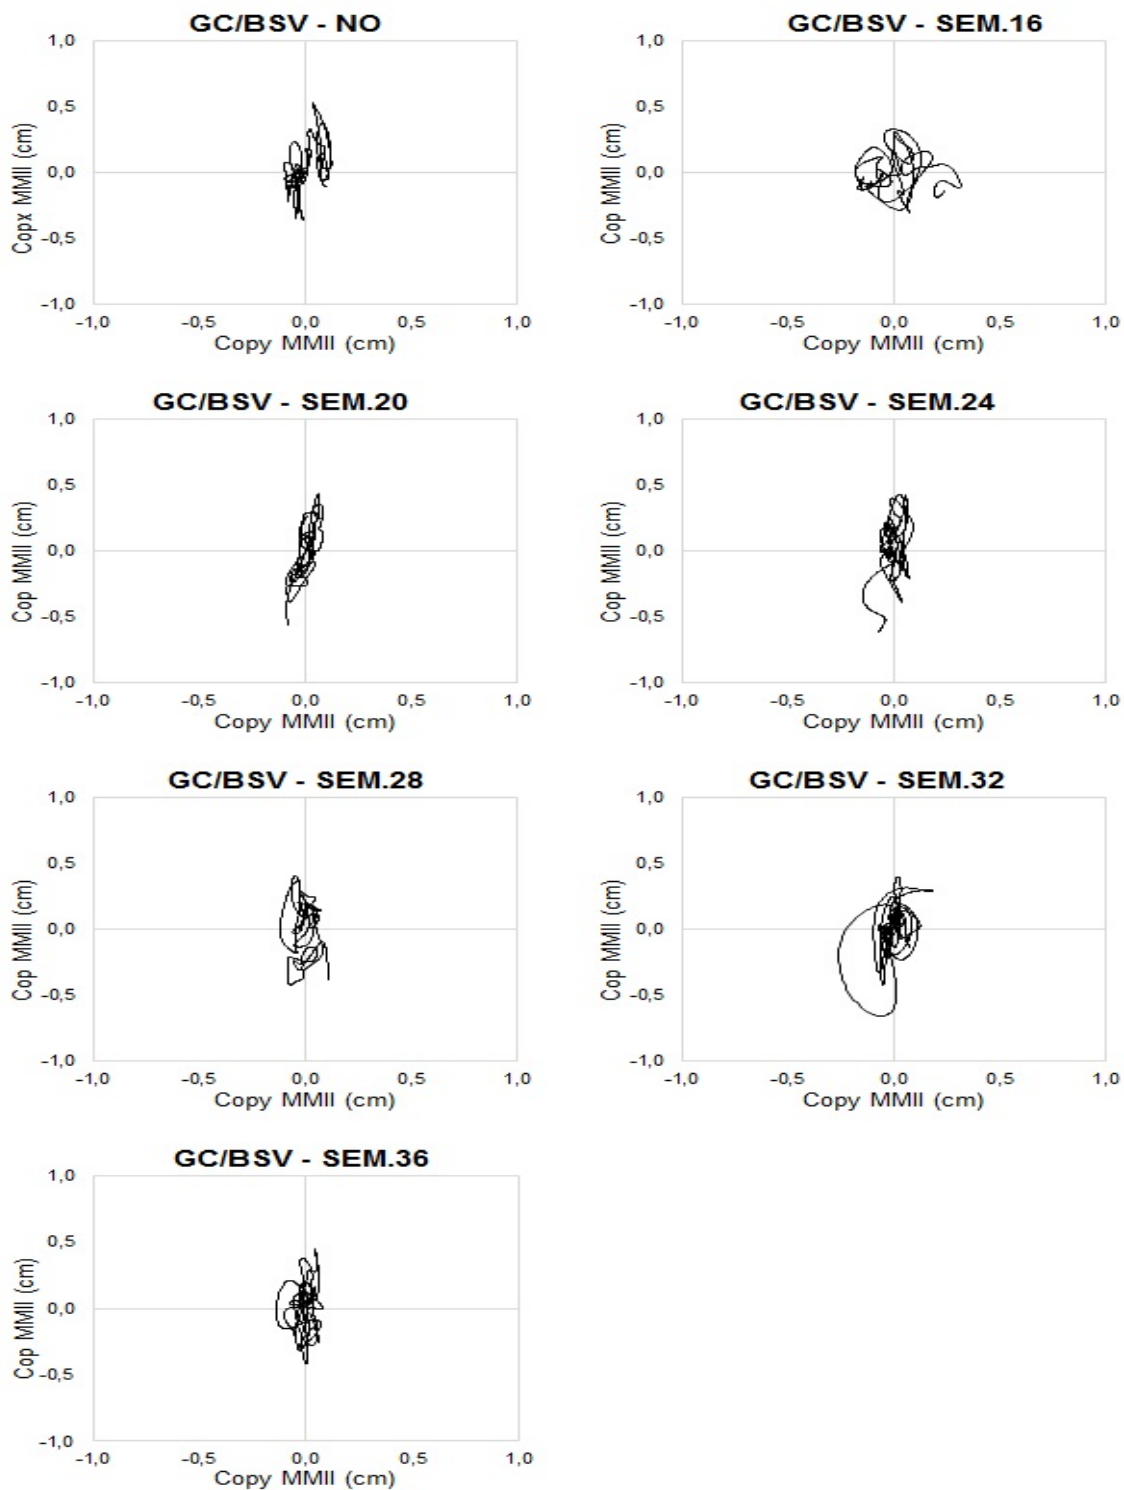 GC/BSV - NO
1,0
0,5
0,0
-0,5
-1,0
Copx MMII (cm)
-1,0 -0,5 0,0 0,5 1,0
Copy MMII (cm)
GC/BSV - SEM.16
1,0
0,5
0,0
-0,5
-1,0
Cop MMII (cm)
-1,0 -0,5 0,0 0,5 1,0
Copy MMII (cm)
GC/BSV - SEM.20
1,0
0,5
0,0
-0,5
-1,0
Cop MMII (cm)
-1,0 -0,5 0,0 0,5 1,0
Copy MMII (cm)
GC/BSV - SEM.24
1,0
0,5
0,0
-0,5
-1,0
Cop MMII (cm)
-1,0 -0,5 0,0 0,5 1,0
Copy MMII (cm)
GC/BSV - SEM.28
1,0
0,5
0,0
-0,5
-1,0
Cop MMII (cm)
-1,0 -0,5 0,0 0,5 1,0
Copy MMII (cm)
GC/BSV - SEM.32
1,0
0,5
0,0
-0,5
-1,0
Cop MMII (cm)
-1,0 -0,5 0,0 0,5 1,0
Copy MMII (cm)
GC/BSV - SEM.36
1,0
0,5
0,0
-0,5
-1,0
Cop MMII (cm)
-1,0 -0,5 0,0 0,5 1,0
Copy MMII (cm)